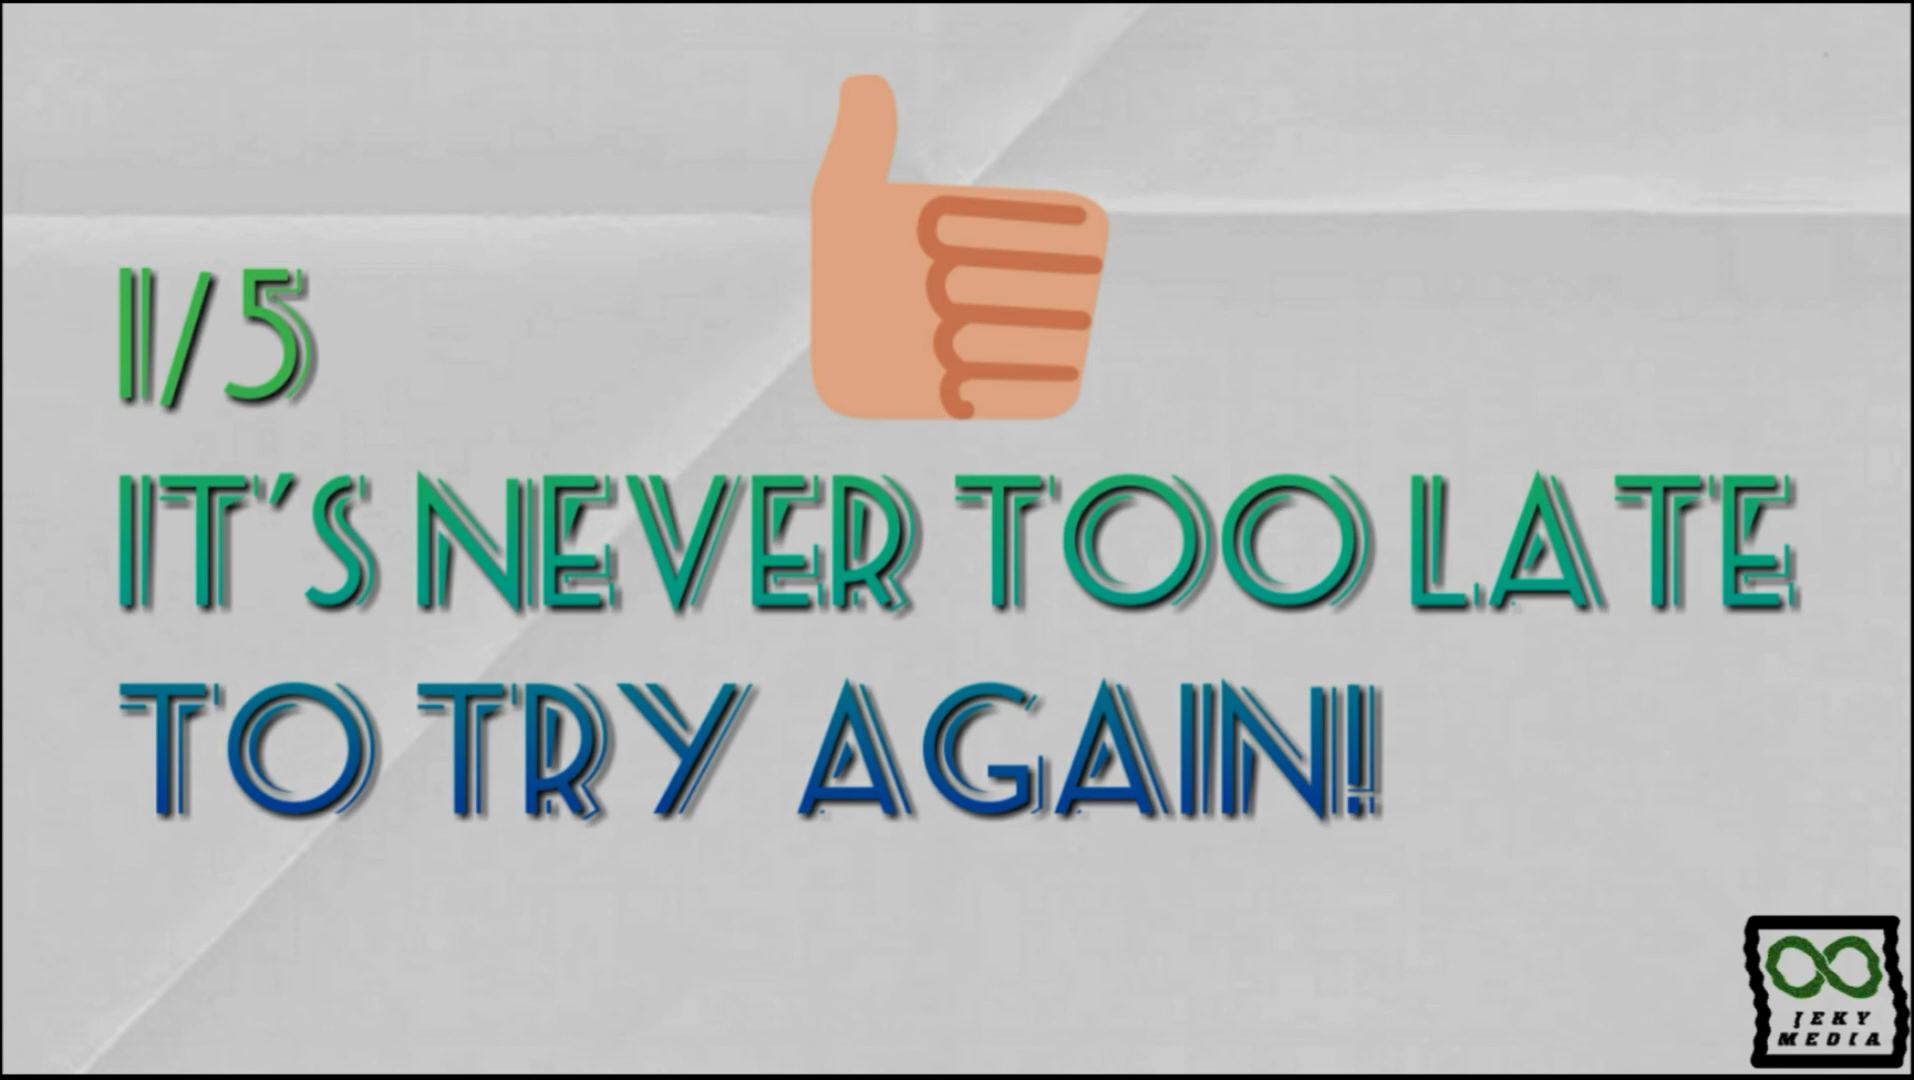 1/5
IT'S NEVER TOO LATE
TO TRY AGAIN!
JEKY
MEDIA